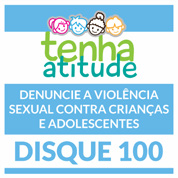 tenha
atitude
DENUNCIE A VIOLÊNCIA
SEXUAL CONTRA CRIANÇAS
E ADOLESCENTES
DISQUE 100